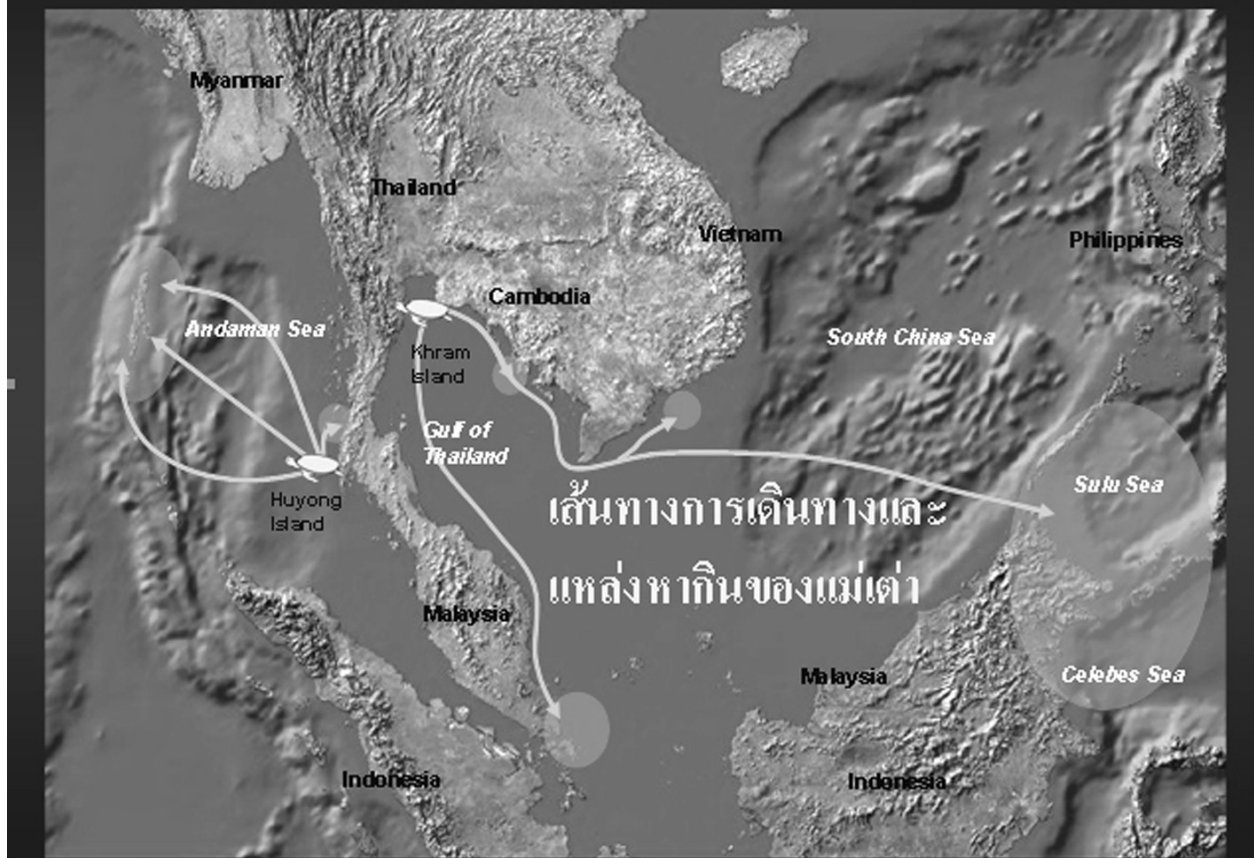 Myanmar
Thailand
Vietnam
Philippines
Cambodia
Andaman Sea
South China Sea
Khram
Island
Gulf of
Thailand
Sulu Sea
Huyong
Island
เส้นทางการเดินทางและ
แหล่งหากินของแม่เต่า
Malaysia
Malaysia
Celebes Sea
Indonesia
Indonesia